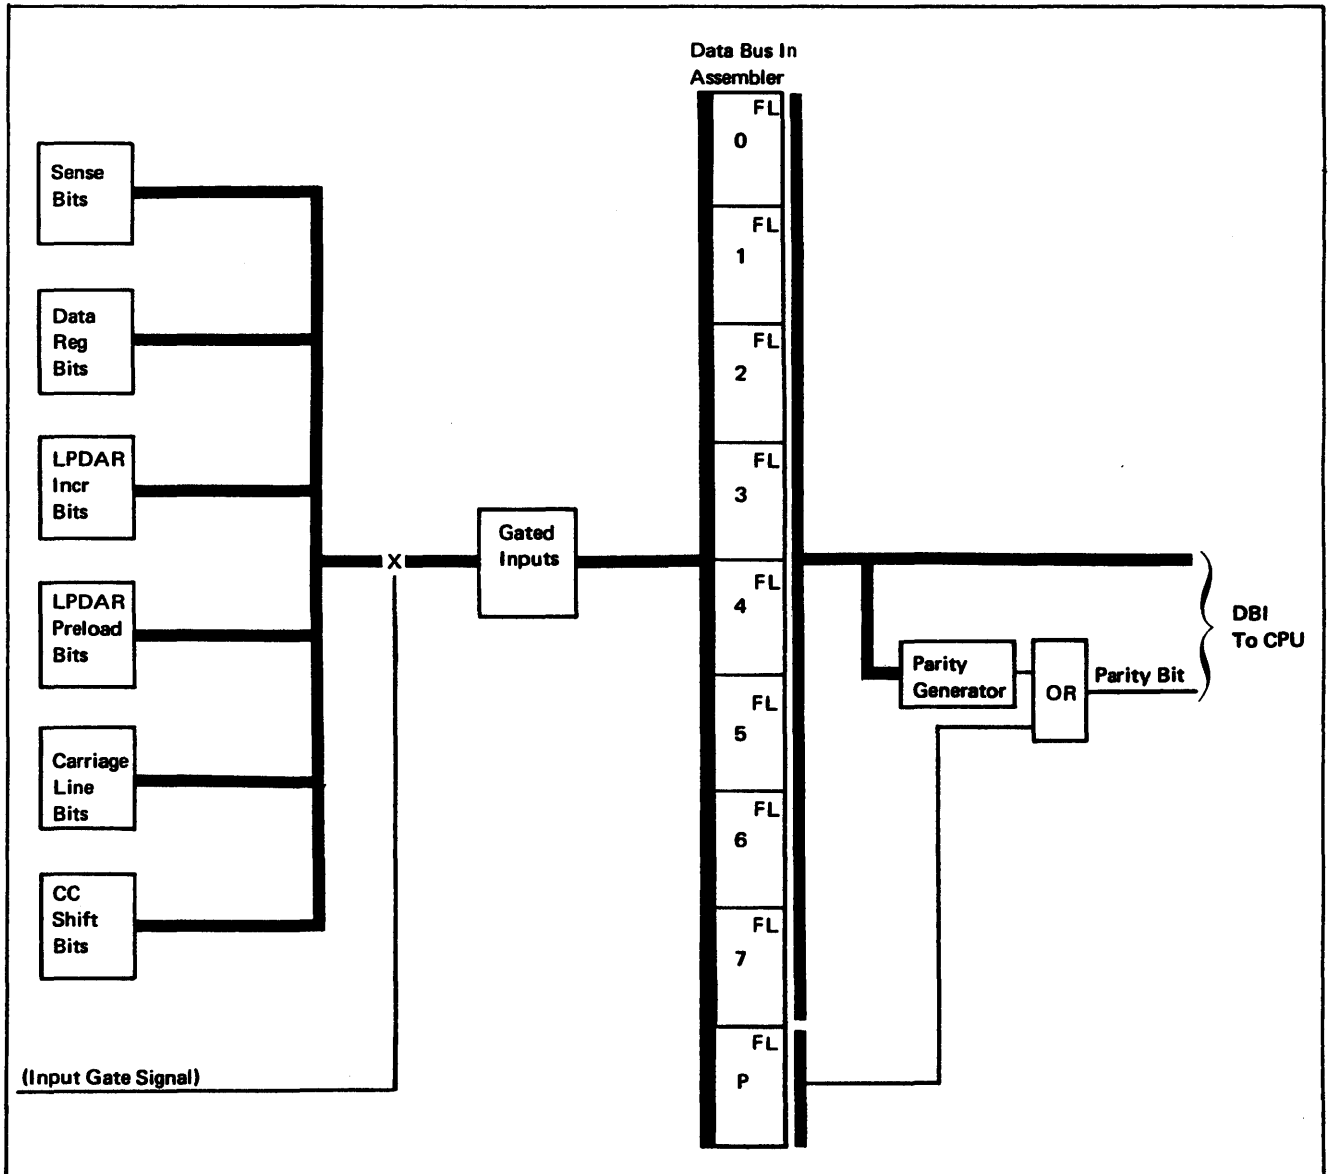 Data Bus In
Assembler
FL
0
FL
1
FL
2
FL
3
FL
4
FL
5
FL
6
FL
7
FL
P
Sense
Bits
Data
Reg
Bits
LPDAR
Incr
Bits
LPDAR
Preload
Bits
Carriage
Line
Bits
CC
Shift
Bits
(Input Gate Signal)
X
Gated
Inputs
Parity
Generator
OR
Parity Bit
DBI
To CPU